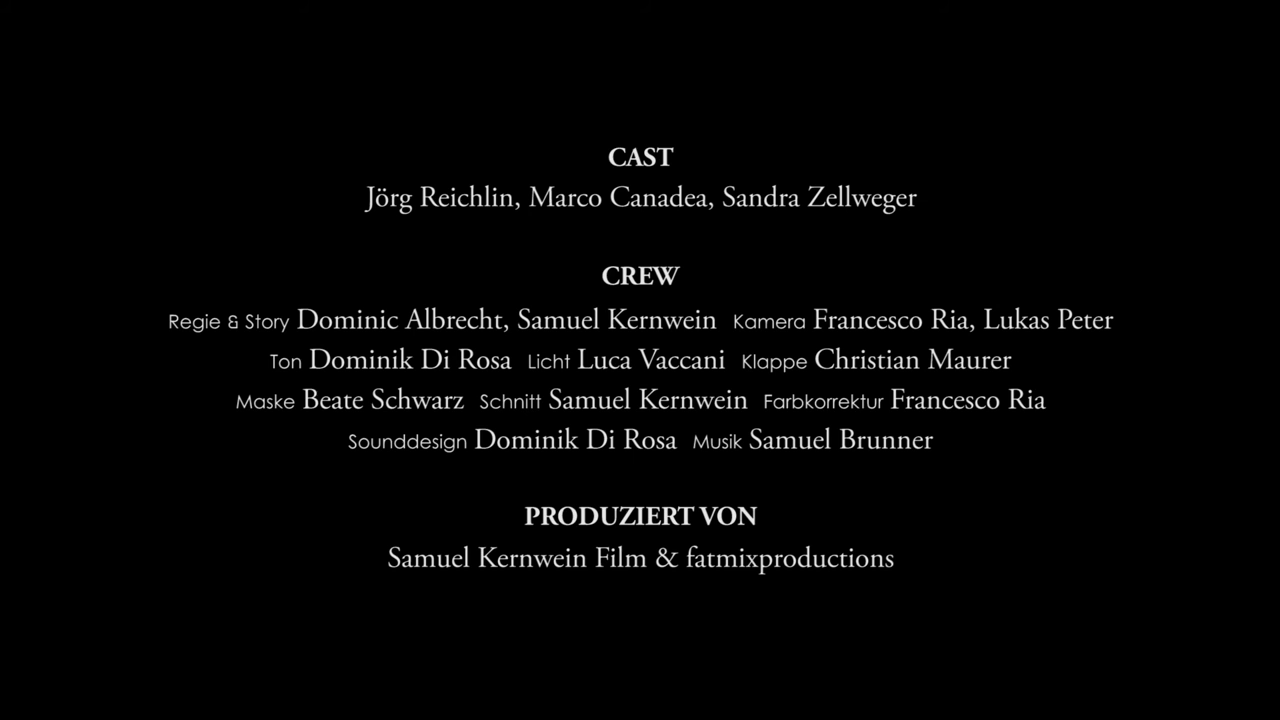 CAST
Jörg Reichlin, Marco Canadea, Sandra Zellweger
CREW
Regie & Story Dominic Albrecht, Samuel Kernwein Kamera Francesco Ria, Lukas Peter
Ton Dominik Di Rosa Licht Luca Vaccani Klappe Christian Maurer
Maske Beate Schwarz Schnitt Samuel Kernwein Farbkorrektur Francesco Ria
Sounddesign Dominik Di Rosa Musik Samuel Brunner
PRODUZIERT VON
Samuel Kernwein Film & fatmixproductions